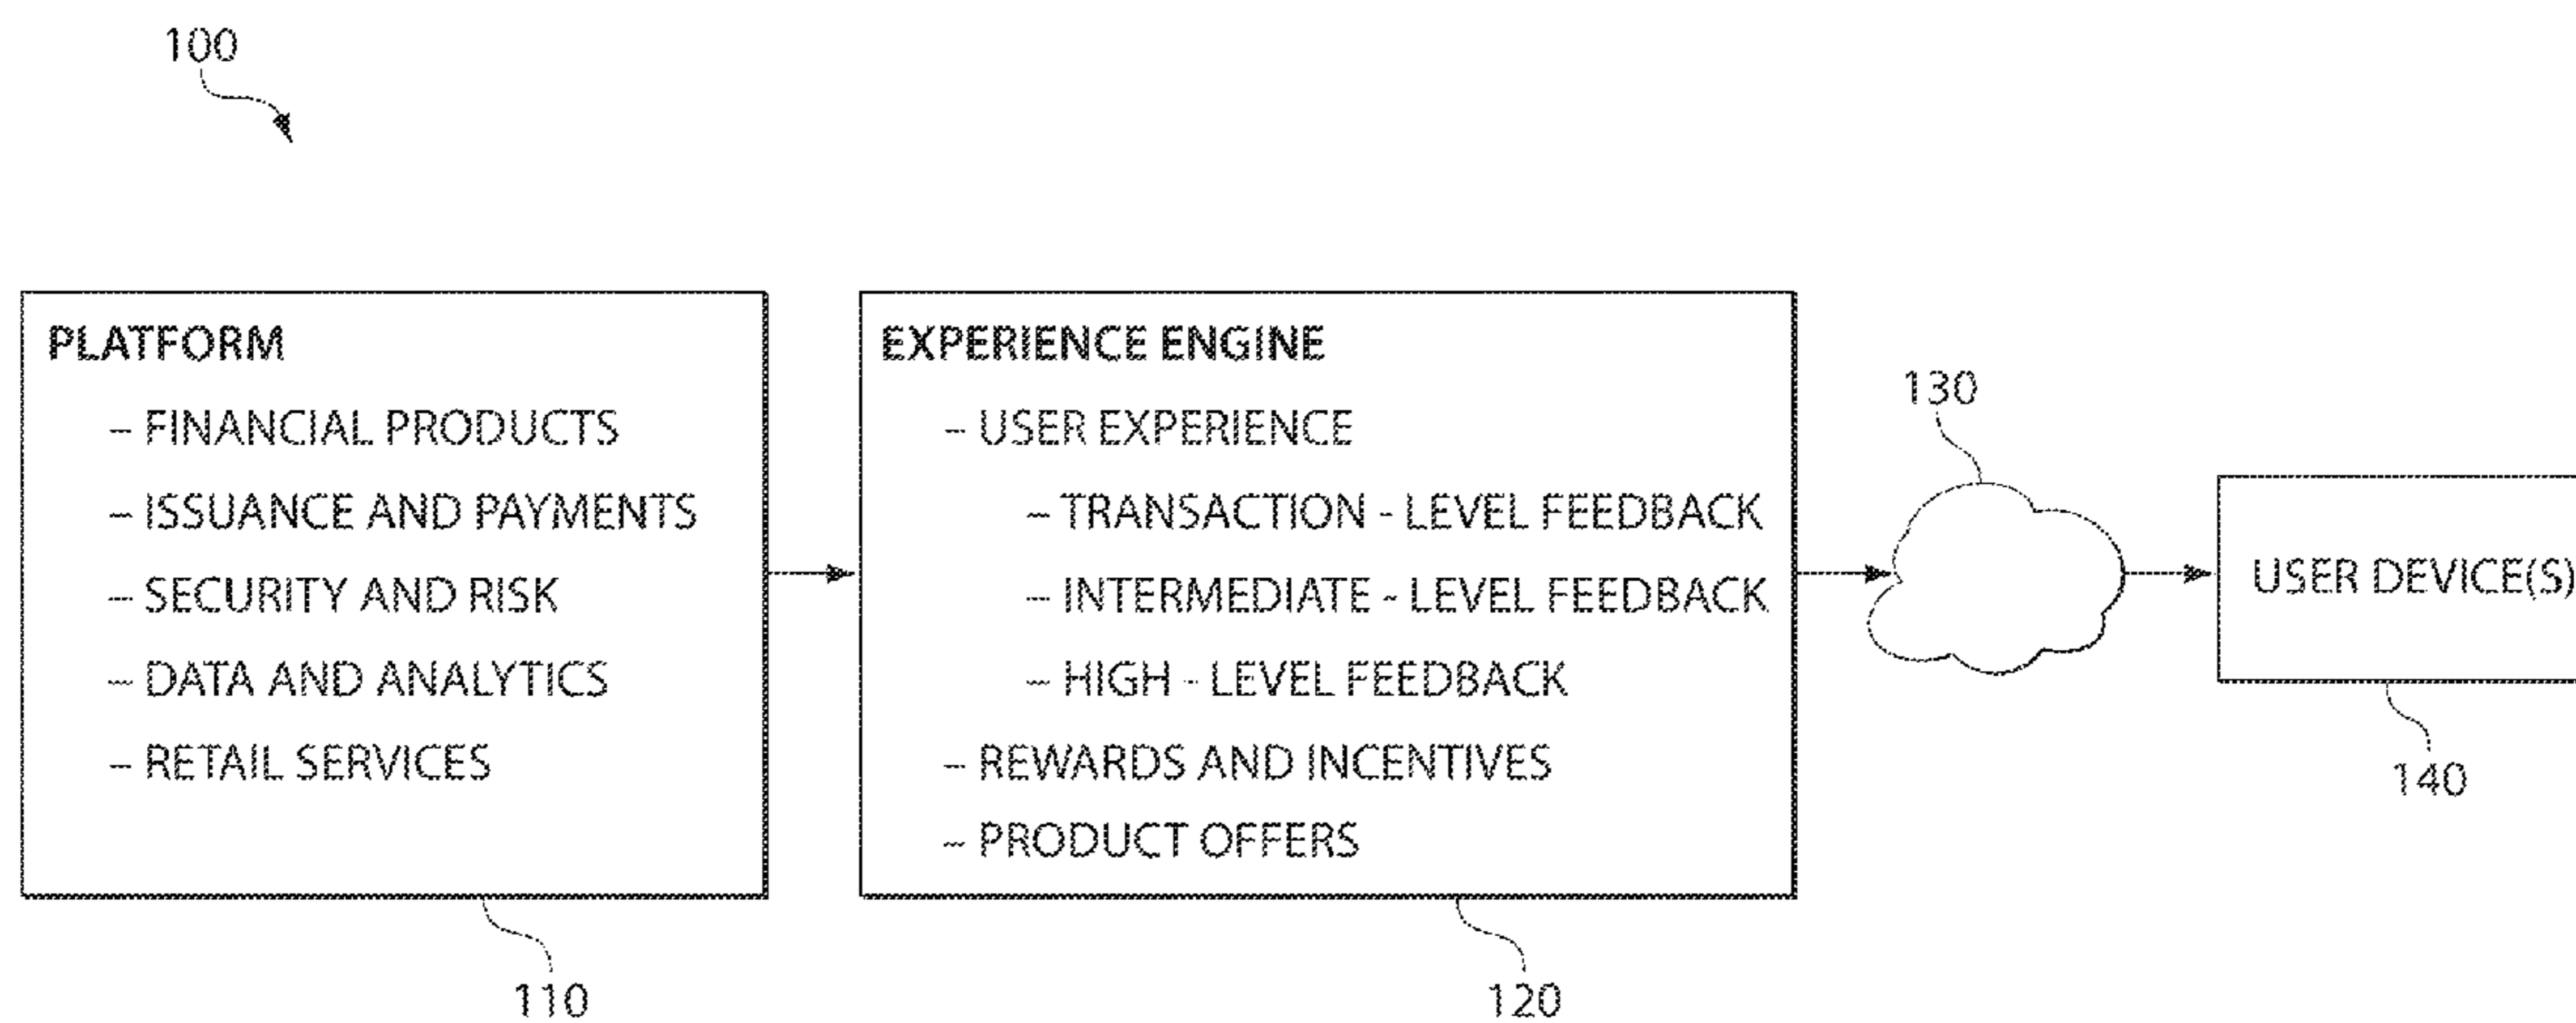 100
PLATFORM
– FINANCIAL PRODUCTS
– ISSUANCE AND PAYMENTS
– SECURITY AND RISK
– DATA AND ANALYTICS
– RETAIL SERVICES
110
EXPERIENCE ENGINE
– USER EXPERIENCE
– TRANSACTION - LEVEL FEEDBACK
– INTERMEDIATE - LEVEL FEEDBACK
– HIGH - LEVEL FEEDBACK
– REWARDS AND INCENTIVES
– PRODUCT OFFERS
120
130
USER DEVICE(S)
140